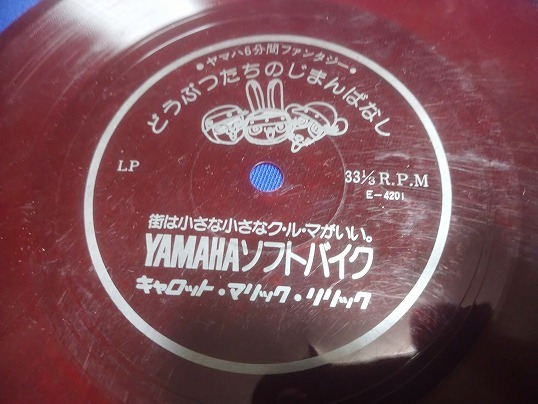 •ヤマハ6分間ファンタジー•
どうぶつたちのじまんばなし
LP
33⅓ R.P.M
E-4201
街は小さな小さなク・ル・マがいい。
YAMAHAソフトバイク
キャロット・マリック・リリック